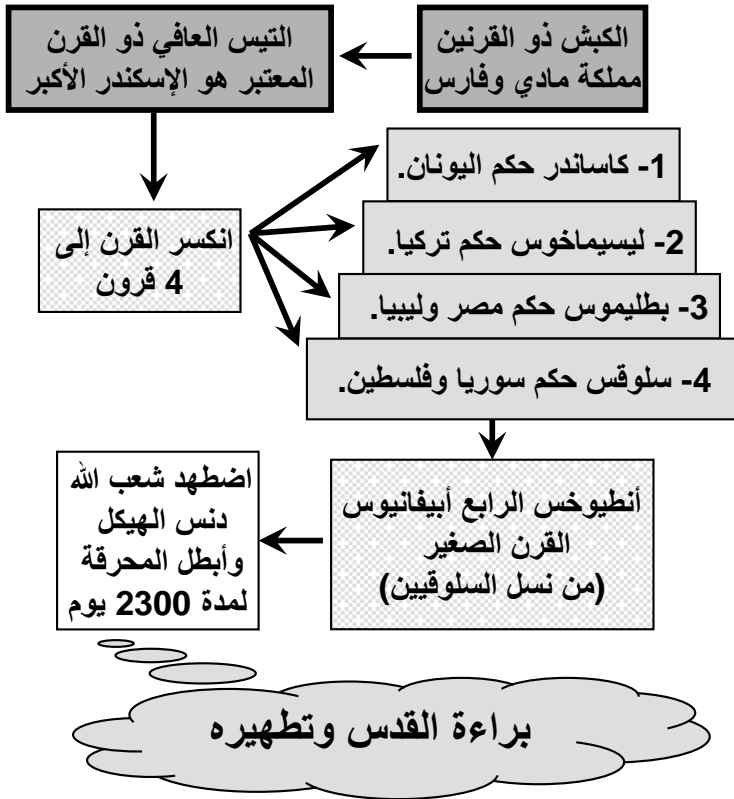 الكبش ذو القرنين
مملكة مادي وفارس
التيس العافي ذو القرن
المعتبر هو الإسكندر الأكبر
انكسر القرن إلى
4 قرون
1- كاساندر حكم اليونان.
2- ليسيماخوس حكم تركيا.
3- بطليموس حكم مصر وليبيا.
4- سلوقس حكم سوريا وفلسطين.
أنطيوخس الرابع أبيفانيوس
القرن الصغير
(من نسل السلوقيين)
اضطهد شعب الله
دنس الهيكل
وأبطل المحرقة
لمدة 2300 يوم
براءة القدس وتطهيره